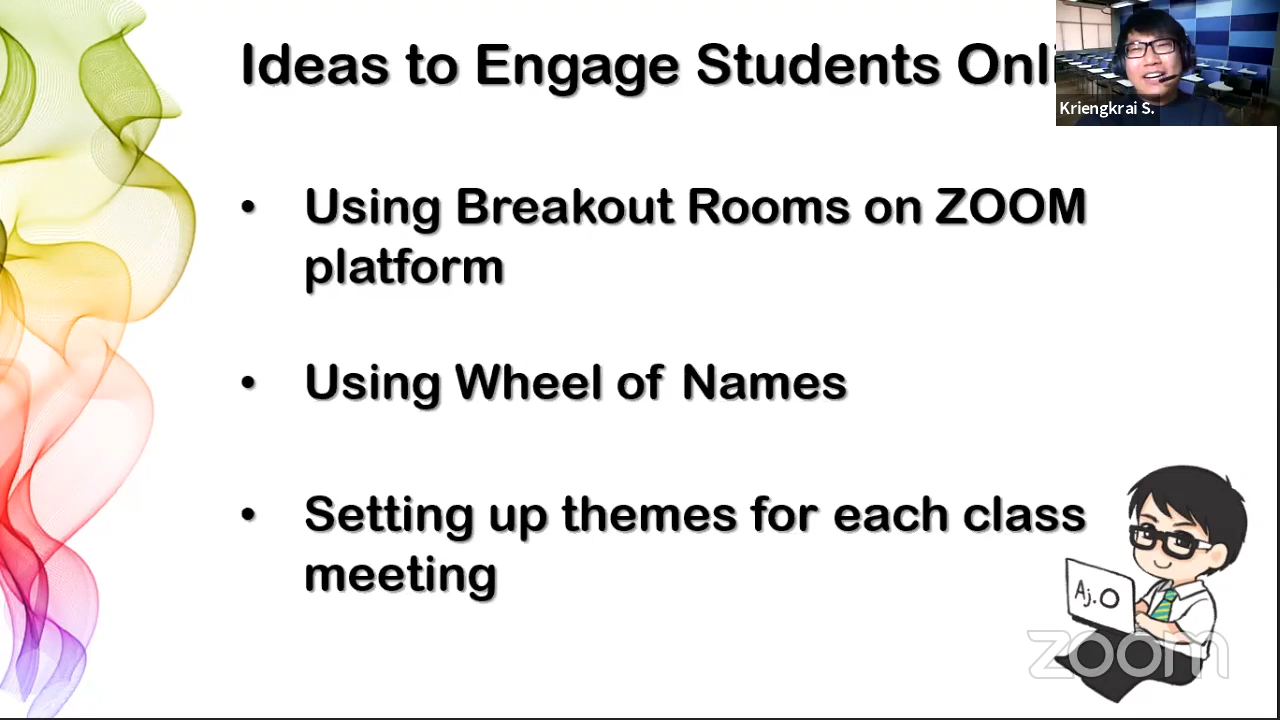 Ideas to Engage Students Onli
Kriengkrai S.
• Using Breakout Rooms on ZOOM
platform
• Using Wheel of Names
• Setting up themes for each class
meeting
Aj.O
zoom